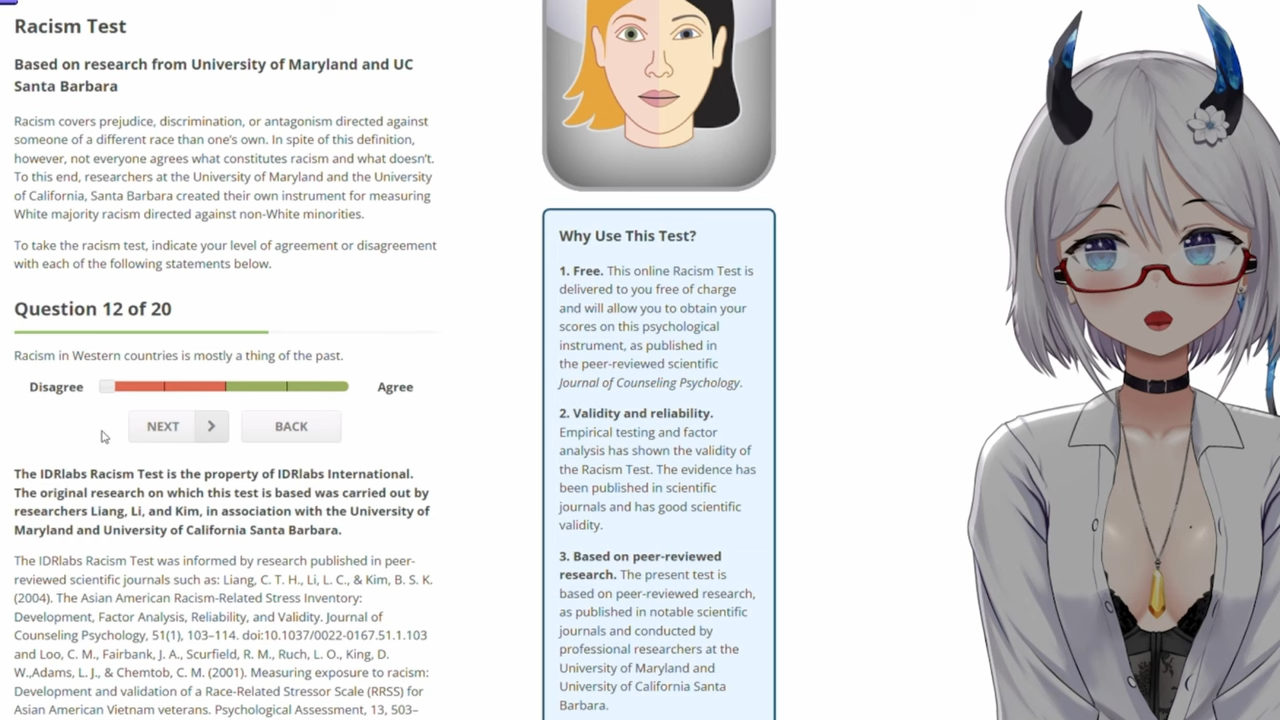 Racism Test
Based on research from University of Maryland and UC
Santa Barbara
Racism covers prejudice, discrimination, or antagonism directed against
someone of a different race than one's own. In spite of this definition,
however, not everyone agrees what constitutes racism and what doesn't.
To this end, researchers at the University of Maryland and the University
of California, Santa Barbara created their own instrument for measuring
White majority racism directed against non-White minorities.
To take the racism test, indicate your level of agreement or disagreement
with each of the following statements below.
Question 12 of 20
Racism in Western countries is mostly a thing of the past.
Disagree Agree
NEXT BACK
The IDRlabs Racism Test is the property of IDRlabs International.
The original research on which this test is based was carried out by
researchers Liang, Li, and Kim, in association with the University of
Maryland and University of California Santa Barbara.
The IDRlabs Racism Test was informed by research published in peer-
reviewed scientific journals such as: Liang, C. T. H., Li, L. C., & Kim, B. S. K.
(2004). The Asian American Racism-Related Stress Inventory:
Development, Factor Analysis, Reliability, and Validity. Journal of
Counseling Psychology, 51(1), 103–114. doi:10.1037/0022-0167.51.1.103
and Loo, C. M., Fairbank, J. A., Scurfield, R. M., Ruch, L. O., King, D.
W.,Adams, L. J., & Chemtob, C. M. (2001). Measuring exposure to racism:
Development and validation of a Race-Related Stressor Scale (RRSS) for
Asian American Vietnam veterans. Psychological Assessment, 13, 503–
Why Use This Test?
1. Free. This online Racism Test is
delivered to you free of charge
and will allow you to obtain your
scores on this psychological
instrument, as published in
the peer-reviewed scientific
Journal of Counseling Psychology.
2. Validity and reliability.
Empirical testing and factor
analysis has shown the validity of
the Racism Test. The evidence has
been published in scientific
journals and has good scientific
validity.
3. Based on peer-reviewed
research. The present test is
based on peer-reviewed research,
as published in notable scientific
journals and conducted by
professional researchers at the
University of Maryland and
University of California Santa
Barbara.